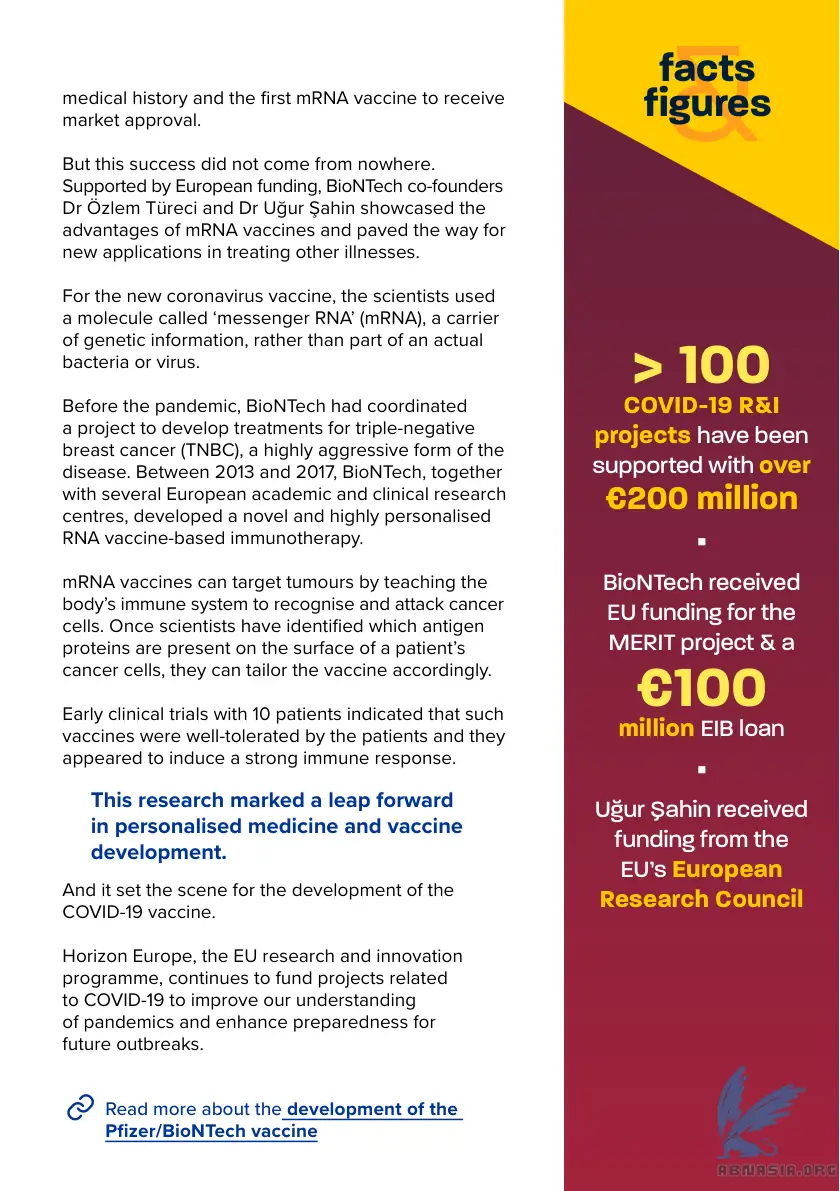 medical history and the first mRNA vaccine to receive
market approval.
But this success did not come from nowhere.
Supported by European funding, BioNTech co-founders
Dr Özlem Türeci and Dr Uğur Şahin showcased the
advantages of mRNA vaccines and paved the way for
new applications in treating other illnesses.
For the new coronavirus vaccine, the scientists used
a molecule called ‘messenger RNA’ (mRNA), a carrier
of genetic information, rather than part of an actual
bacteria or virus.
Before the pandemic, BioNTech had coordinated
a project to develop treatments for triple-negative
breast cancer (TNBC), a highly aggressive form of the
disease. Between 2013 and 2017, BioNTech, together
with several European academic and clinical research
centres, developed a novel and highly personalised
RNA vaccine-based immunotherapy.
mRNA vaccines can target tumours by teaching the
body’s immune system to recognise and attack cancer
cells. Once scientists have identified which antigen
proteins are present on the surface of a patient’s
cancer cells, they can tailor the vaccine accordingly.
Early clinical trials with 10 patients indicated that such
vaccines were well-tolerated by the patients and they
appeared to induce a strong immune response.
This research marked a leap forward
in personalised medicine and vaccine
development.
And it set the scene for the development of the
COVID-19 vaccine.
Horizon Europe, the EU research and innovation
programme, continues to fund projects related
to COVID-19 to improve our understanding
of pandemics and enhance preparedness for
future outbreaks.
Read more about the development of the
Pfizer/BioNTech vaccine
facts
&
figures
> 100
COVID-19 R&I
projects have been
supported with over
€200 million
BioNTech received
EU funding for the
MERIT project & a
€100
million EIB loan
Uğur Şahin received
funding from the
EU’s European
Research Council
ABNASIA.ORG